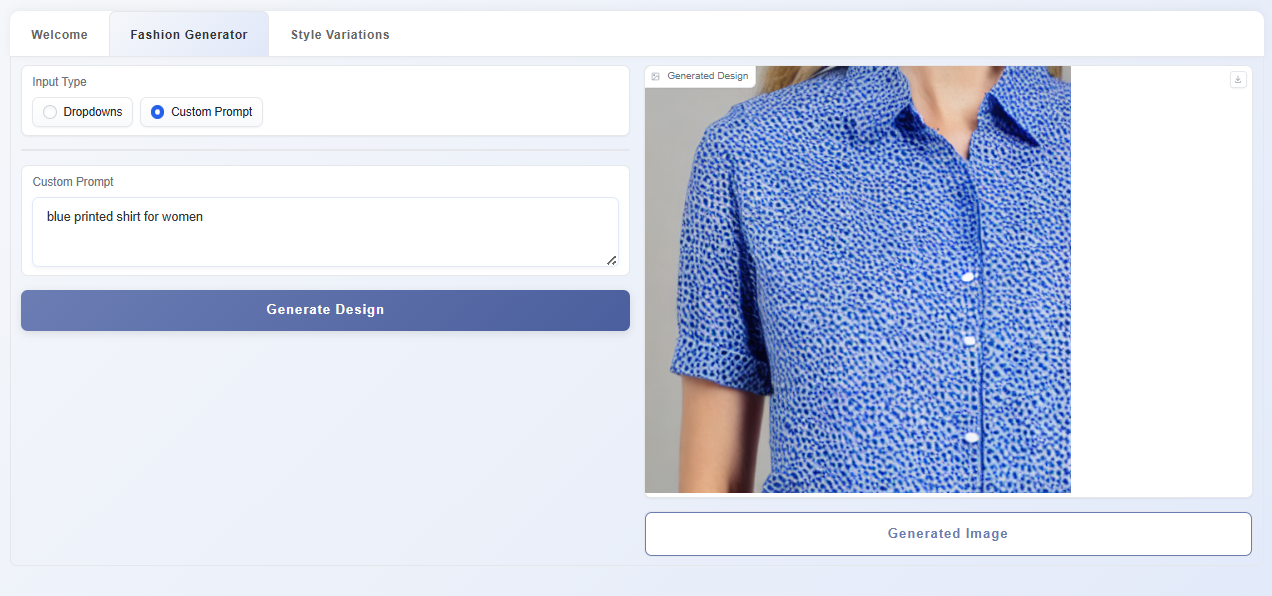 Welcome
Fashion Generator
Style Variations
Input Type
Dropdowns
Custom Prompt
Custom Prompt
blue printed shirt for women
Generate Design
Generated Design
Generated Image